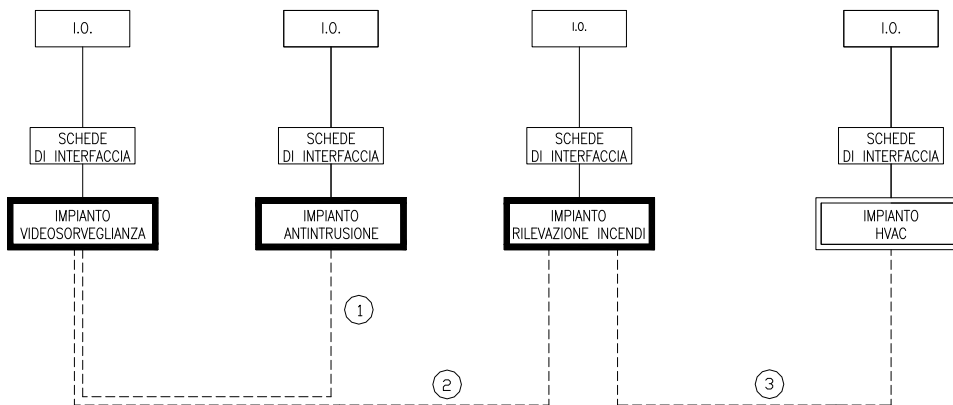 I.O.
I.O.
I.O.
I.O.
SCHEDE
DI INTERFACCIA
SCHEDE
DI INTERFACCIA
SCHEDE
DI INTERFACCIA
SCHEDE
DI INTERFACCIA
IMPIANTO
VIDEOSORVEGLIANZA
IMPIANTO
ANTINTRUSIONE
IMPIANTO
RILEVAZIONE INCENDI
IMPIANTO
HVAC
1
2
3